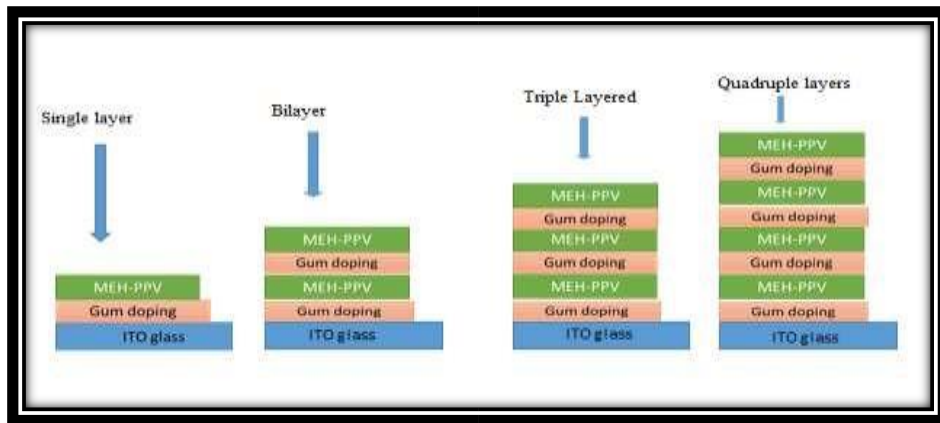 Single layer
MEH-PPV
Gum doping
ITO glass
Bilayer
MEH-PPV
Gum doping
MEH-PPV
Gum doping
ITO glass
Triple Layered
MEH-PPV
Gum doping
MEH-PPV
Gum doping
MEH-PPV
Gum doping
ITO glass
Quadruple layers
MEH-PPV
Gum doping
MEH-PPV
Gum doping
MEH-PPV
Gum doping
MEH-PPV
Gum doping
ITO glass